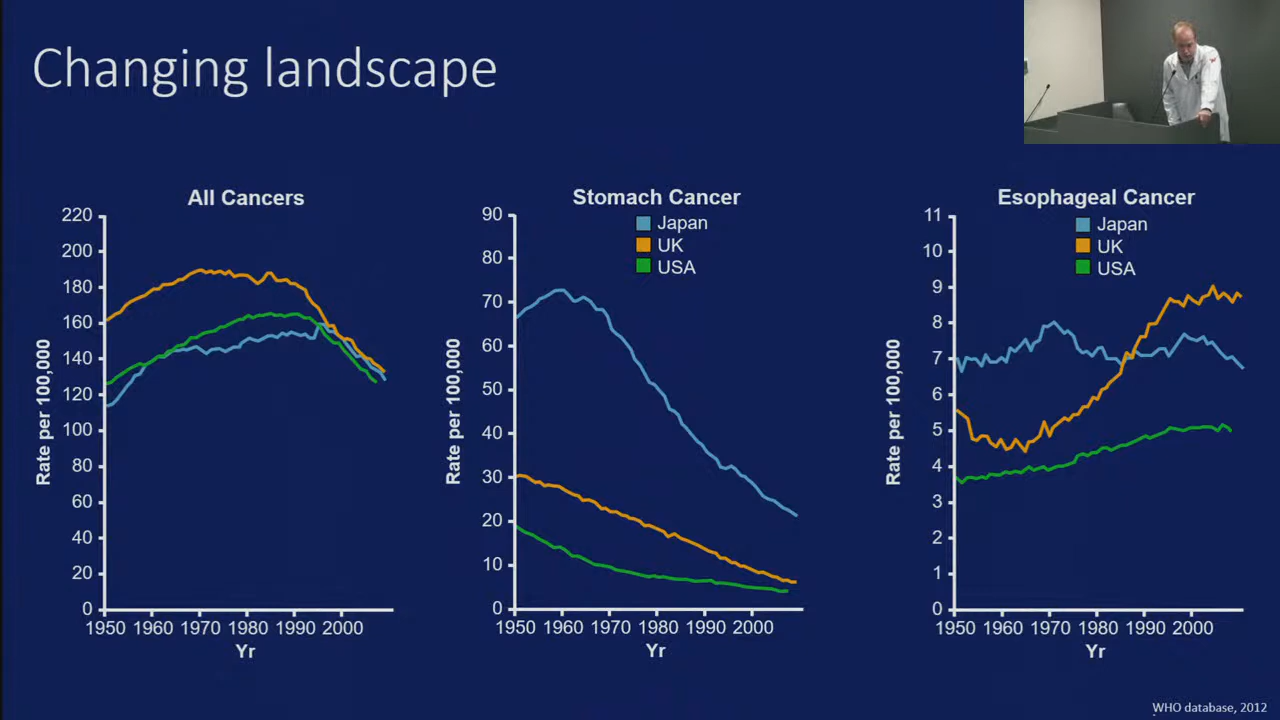 Changing landscape
All Cancers
220
200
180
160
140
120
100
80
60
40
20
0
Rate per 100,000
1950 1960 1970 1980 1990 2000
Yr
Stomach Cancer
Japan
UK
USA
90
80
70
60
50
40
30
20
10
0
Rate per 100,000
1950 1960 1970 1980 1990 2000
Yr
Esophageal Cancer
Japan
UK
USA
11
10
9
8
7
6
5
4
3
2
1
0
Rate per 100,000
1950 1960 1970 1980 1990 2000
Yr
WHO database, 2012